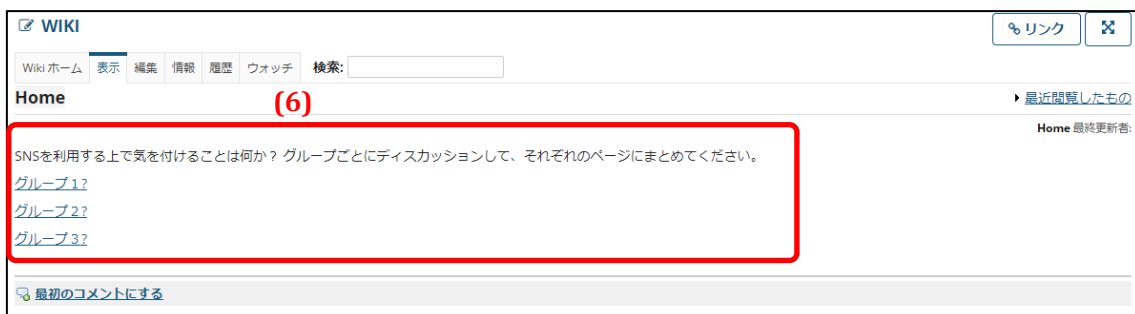 WIKI
リンク
Wiki ホーム 表示 編集 情報 履歴 ウォッチ 検索:
Home
(6)
最近閲覧したもの
Home 最終更新者:
SNSを利用する上で気を付けることは何か？ グループごとにディスカッションして、それぞれのページにまとめてください。
グループ1?
グループ2?
グループ3?
最初のコメントにする